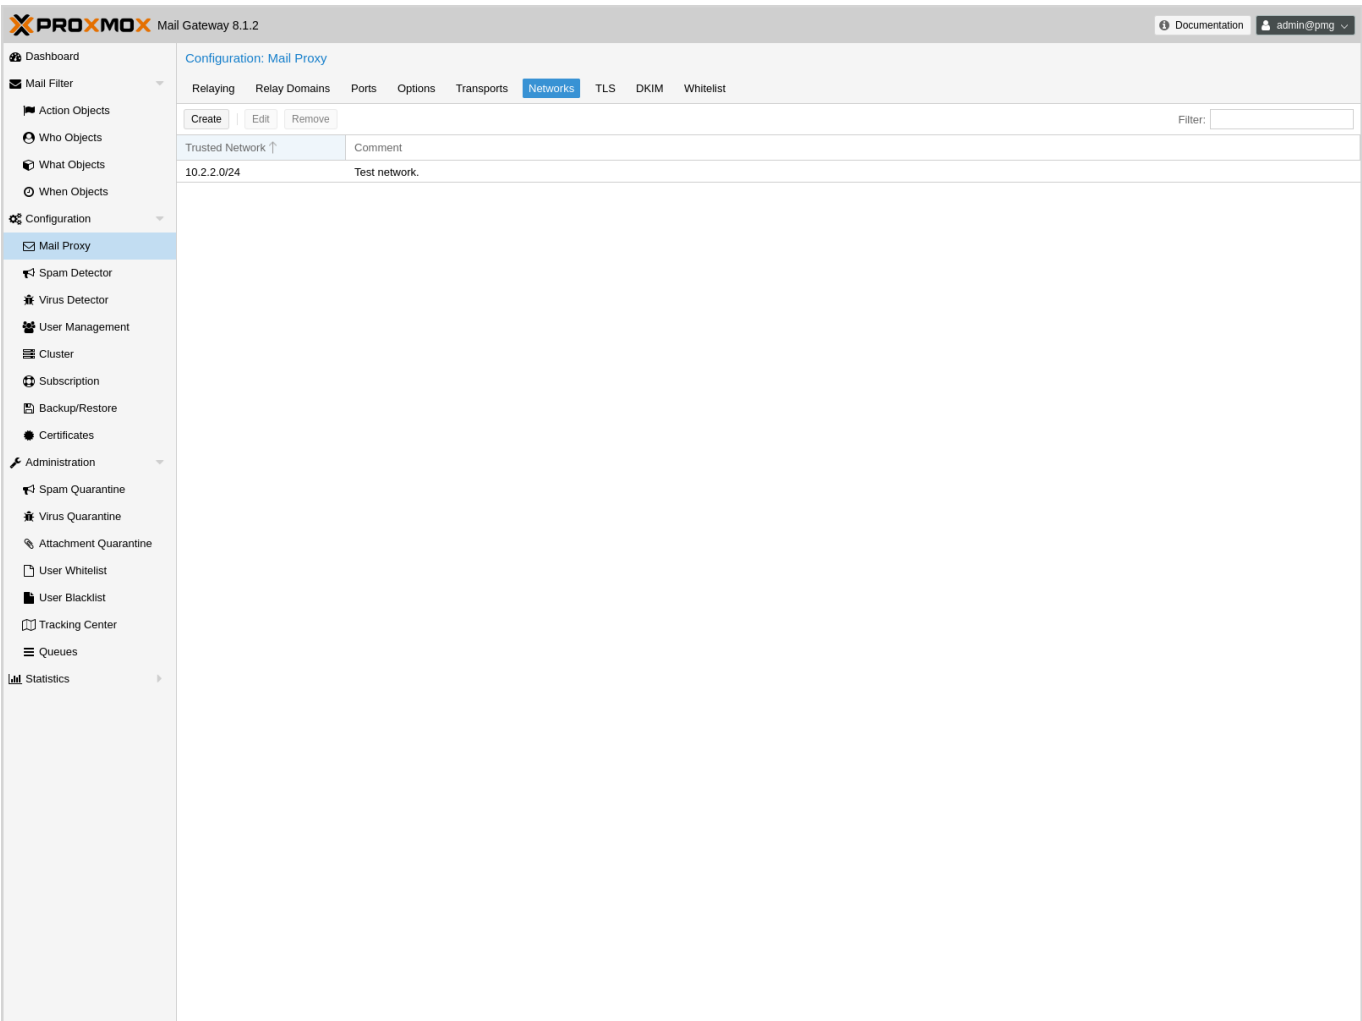 PROXMOX Mail Gateway 8.1.2 Documentation admin@pmg
Dashboard
Mail Filter
Action Objects
Who Objects
What Objects
When Objects
Configuration
Mail Proxy
Spam Detector
Virus Detector
User Management
Cluster
Subscription
Backup/Restore
Certificates
Administration
Spam Quarantine
Virus Quarantine
Attachment Quarantine
User Whitelist
User Blacklist
Tracking Center
Queues
Statistics
Configuration: Mail Proxy
Relaying Relay Domains Ports Options Transports Networks TLS DKIM Whitelist
Create Edit Remove Filter:
Trusted Network Comment
10.2.2.0/24 Test network.